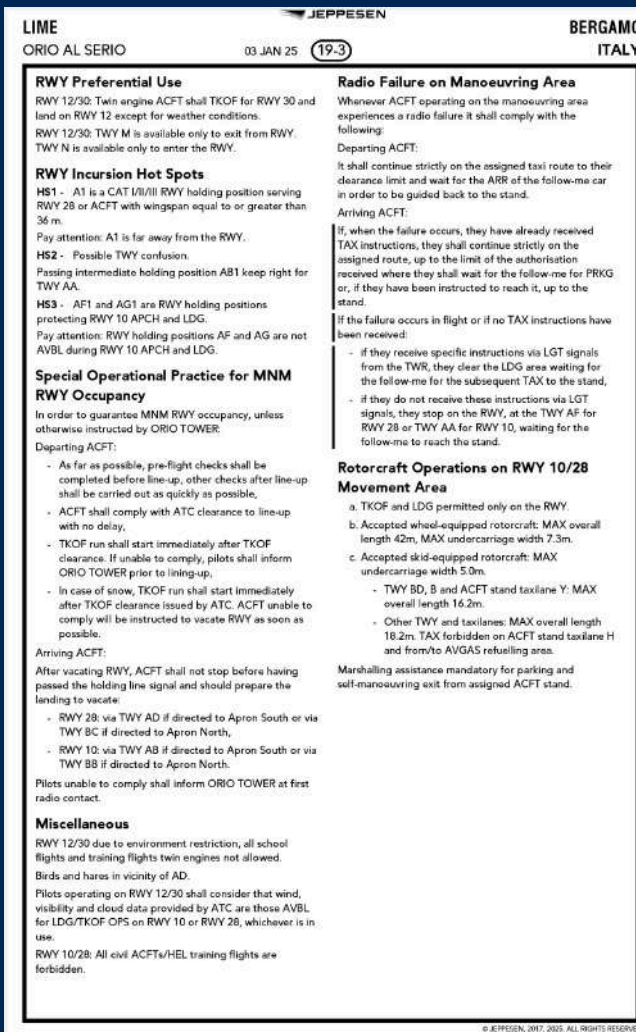 JEPPESEN
LIME
BERGAMO
ORIO AL SERIO
03 JAN 25
19-3
ITALY
RWY Preferential Use
RWY 12/30: Twin engine ACFT shall TKOF for RWY 30 and
land on RWY 12 except for weather conditions.
RWY 12/30: TWY M is available only to exit from RWY.
TWY N is available only to enter the RWY.
RWY Incursion Hot Spots
HS1 - A1 is a CAT I/II/III RWY holding position serving
RWY 28 or ACFT with wingspan equal to or greater than
36 m.
Pay attention: A1 is far away from the RWY.
HS2 - Possible TWY confusion.
Passing intermediate holding position AB1 keep right for
TWY AA.
HS3 - AF1 and AG1 are RWY holding positions
protecting RWY 10 APCH and LDG.
Pay attention: RWY holding positions AF and AG are not
AVBL during RWY 10 APCH and LDG.
Special Operational Practice for MNM
RWY Occupancy
In order to guarantee MNM RWY occupancy, unless
otherwise instructed by ORIO TOWER:
Departing ACFT:
- As far as possible, pre-flight checks shall be
completed before line-up, other checks after line-up
shall be carried out as quickly as possible,
- ACFT shall comply with ATC clearance to line-up
with no delay,
- TKOF run shall start immediately after TKOF
clearance. If unable to comply, pilots shall inform
ORIO TOWER prior to lining-up,
- In case of snow, TKOF run shall start immediately
after TKOF clearance issued by ATC. ACFT unable to
comply will be instructed to vacate RWY as soon as
possible.
Arriving ACFT:
After vacating RWY, ACFT shall not stop before having
passed the holding line signal and should prepare the
landing to vacate:
- RWY 28: via TWY AD if directed to Apron South or via
TWY BC if directed to Apron North,
- RWY 10: via TWY AB if directed to Apron South or via
TWY BB if directed to Apron North.
Pilots unable to comply shall inform ORIO TOWER at first
radio contact.
Miscellaneous
RWY 12/30 due to environment restriction, all school
flights and training flights twin engines not allowed.
Birds and hares in vicinity of AD.
Pilots operating on RWY 12/30 shall consider that wind,
visibility and cloud data provided by ATC are those AVBL
for LDG/TKOF OPS on RWY 10 or RWY 28, whichever is in
use.
RWY 10/28: All civil ACFTs/HEL training flights are
forbidden.
Radio Failure on Manoeuvring Area
Whenever ACFT operating on the manoeuvring area
experiences a radio failure it shall comply with the
following:
Departing ACFT:
It shall continue strictly on the assigned taxi route to their
clearance limit and wait for the ARR of the follow-me car
in order to be guided back to the stand.
Arriving ACFT:
If, when the failure occurs, they have already received
TAX instructions, they shall continue strictly on the
assigned route, up to the limit of the authorisation
received where they shall wait for the follow-me for PRKG
or, if they have been instructed to reach it, up to the
stand.
If the failure occurs in flight or if no TAX instructions have
been received:
- if they receive specific instructions via LGT signals
from the TWR, they clear the LDG area waiting for
the follow-me for the subsequent TAX to the stand,
- if they do not receive these instructions via LGT
signals, they stop on the RWY, at the TWY AF for
RWY 28 or TWY AA for RWY 10, waiting for the
follow-me to reach the stand.
Rotorcraft Operations on RWY 10/28
Movement Area
a. TKOF and LDG permitted only on the RWY.
b. Accepted wheel-equipped rotorcraft: MAX overall
length 42m, MAX undercarriage width 7.3m.
c. Accepted skid-equipped rotorcraft: MAX
undercarriage width 5.0m.
- TWY BD, B and ACFT stand taxilane Y: MAX
overall length 16.2m.
- Other TWY and taxilanes: MAX overall length
18.2m. TAX forbidden on ACFT stand taxilane H
and from/to AVGAS refuelling area.
Marshalling assistance mandatory for parking and
self-manoeuvring exit from assigned ACFT stand.
© JEPPESEN, 2017, 2025. ALL RIGHTS RESERVE